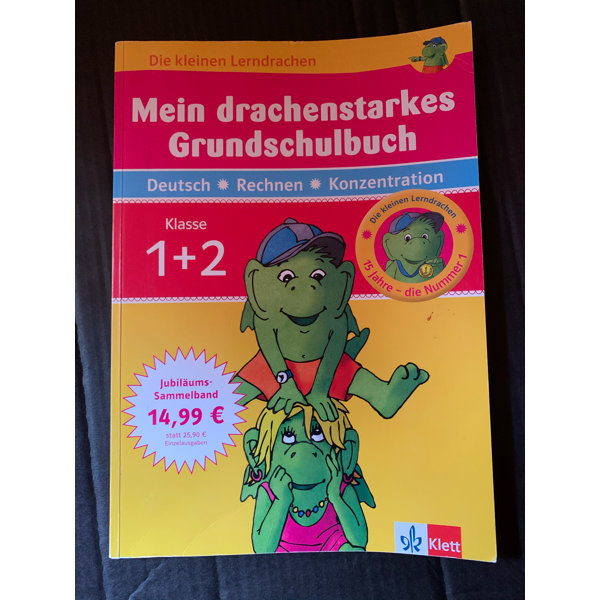 Die kleinen Lerndrachen
Mein drachenstarkes
Grundschulbuch
Deutsch ✹ Rechnen ✹ Konzentration
Klasse
1+2
Die kleinen Lerndrachen
15 Jahre – die Nummer 1
Jubiläums-
Sammelband
14,99 €
statt 25,90 €
Einzelausgaben
Klett